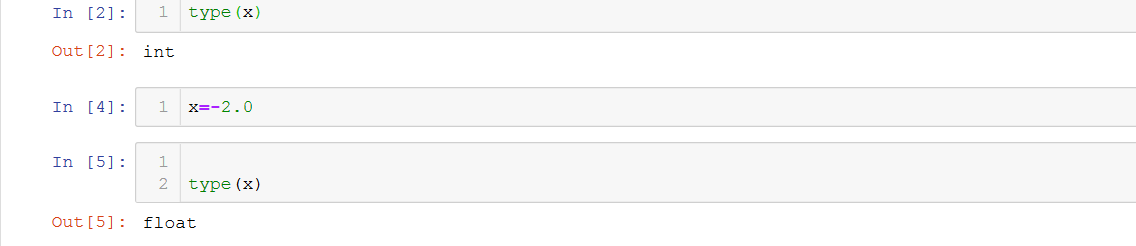 In [2]: 1 type(x)
Out[2]: int
In [4]: 1 x=-2.0
In [5]: 1
2 type(x)
Out[5]: float